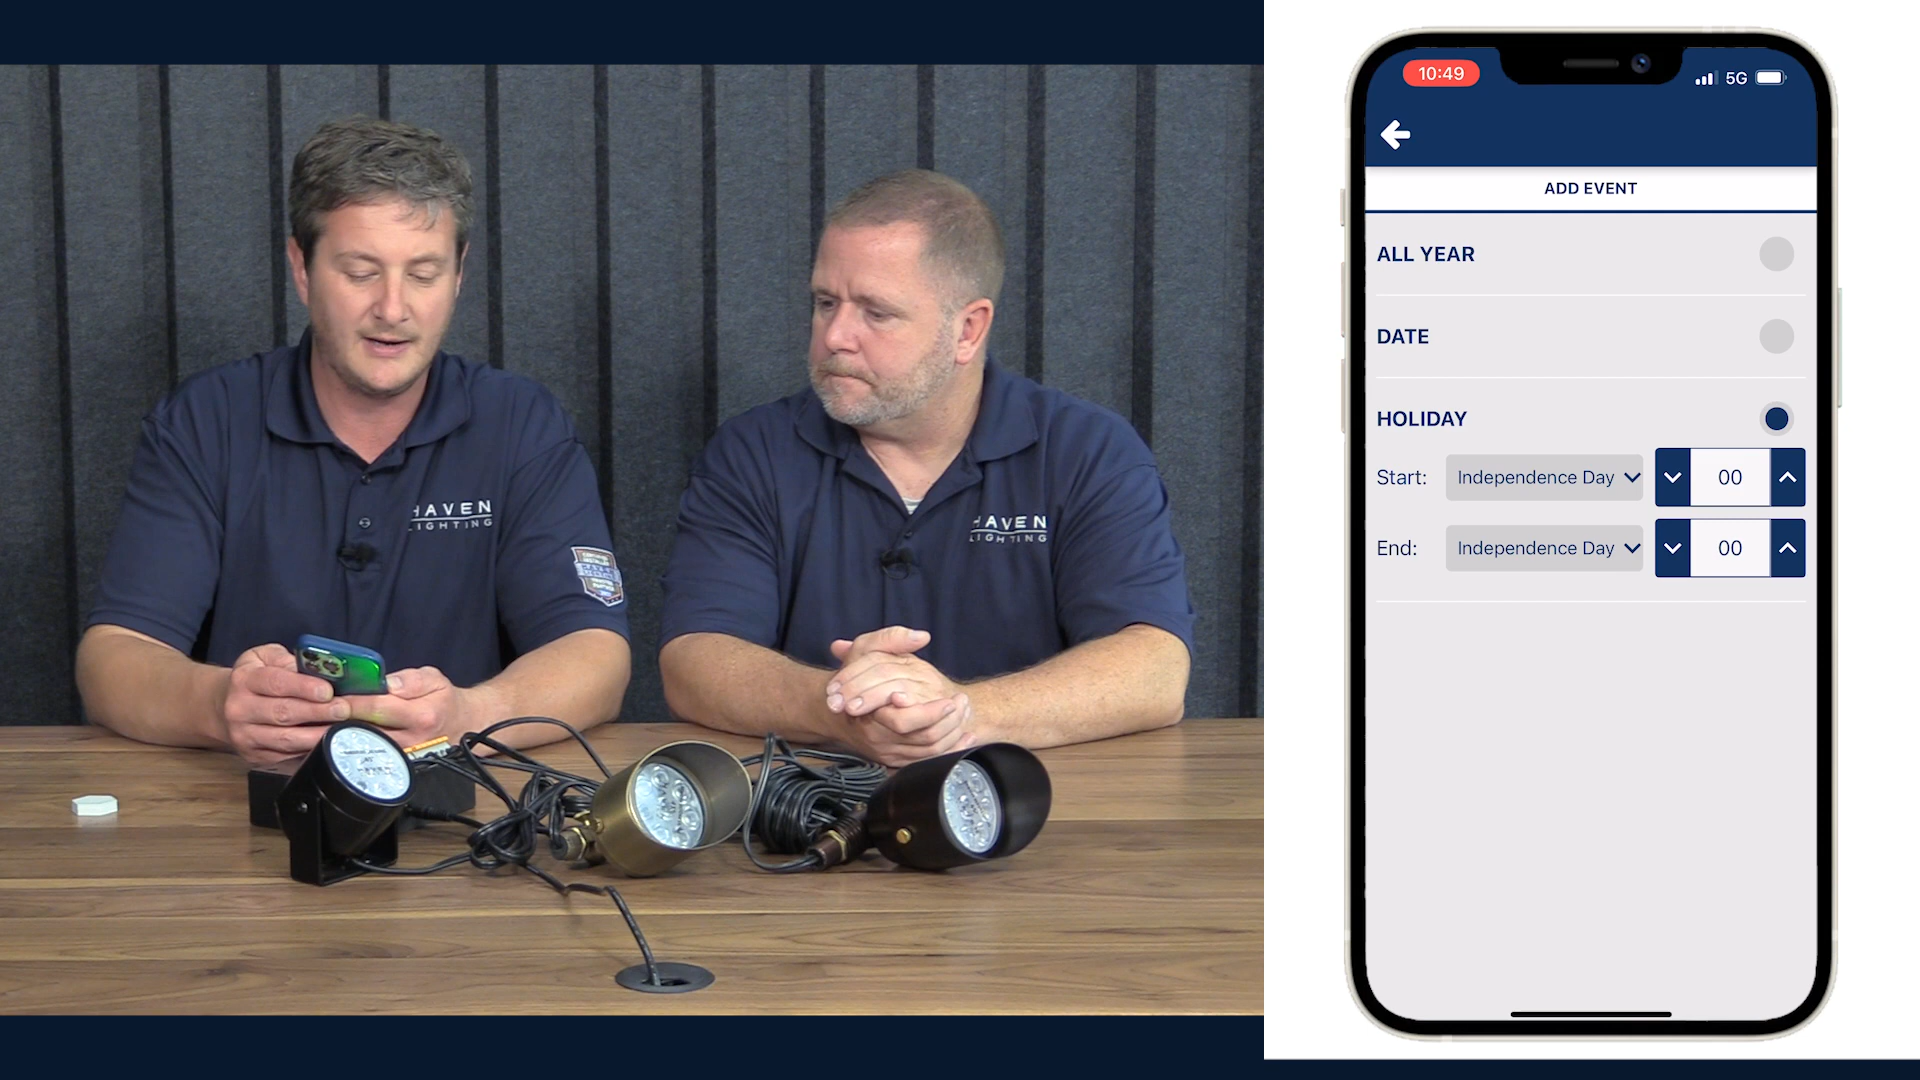 HAVEN
LIGHTING
HAVEN
LIGHTING
10:49
5G
ADD EVENT
ALL YEAR
DATE
HOLIDAY
Start: Independence Day 00
End: Independence Day 00